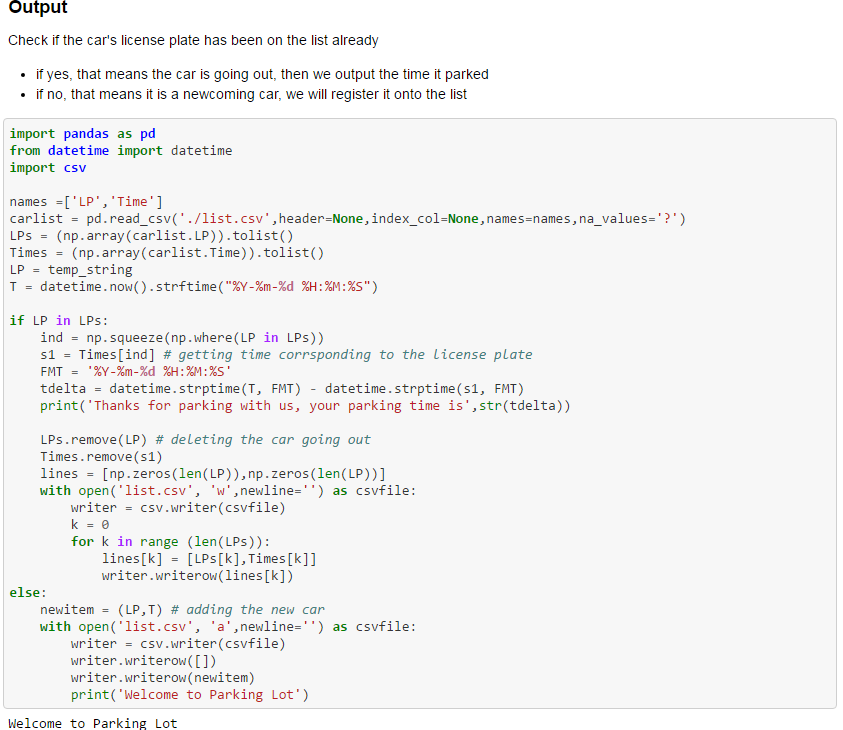 Output
Check if the car's license plate has been on the list already
• if yes, that means the car is going out, then we output the time it parked
• if no, that means it is a newcoming car, we will register it onto the list
import pandas as pd
from datetime import datetime
import csv
names =['LP','Time']
carlist = pd.read_csv('./list.csv',header=None,index_col=None,names=names,na_values='?')
LPs = (np.array(carlist.LP)).tolist()
Times = (np.array(carlist.Time)).tolist()
LP = temp_string
T = datetime.now().strftime("%Y-%m-%d %H:%M:%S")
if LP in LPs:
    ind = np.squeeze(np.where(LP in LPs))
    s1 = Times[ind] # getting time corrsponding to the license plate
    FMT = '%Y-%m-%d %H:%M:%S'
    tdelta = datetime.strptime(T, FMT) - datetime.strptime(s1, FMT)
    print('Thanks for parking with us, your parking time is',str(tdelta))
    LPs.remove(LP) # deleting the car going out
    Times.remove(s1)
    lines = [np.zeros(len(LP)),np.zeros(len(LP))]
    with open('list.csv', 'w',newline='') as csvfile:
        writer = csv.writer(csvfile)
        k = 0
        for k in range (len(LPs)):
            lines[k] = [LPs[k],Times[k]]
            writer.writerow(lines[k])
else:
    newitem = (LP,T) # adding the new car
    with open('list.csv', 'a',newline='') as csvfile:
        writer = csv.writer(csvfile)
        writer.writerow([])
        writer.writerow(newitem)
        print('Welcome to Parking Lot')
Welcome to Parking Lot